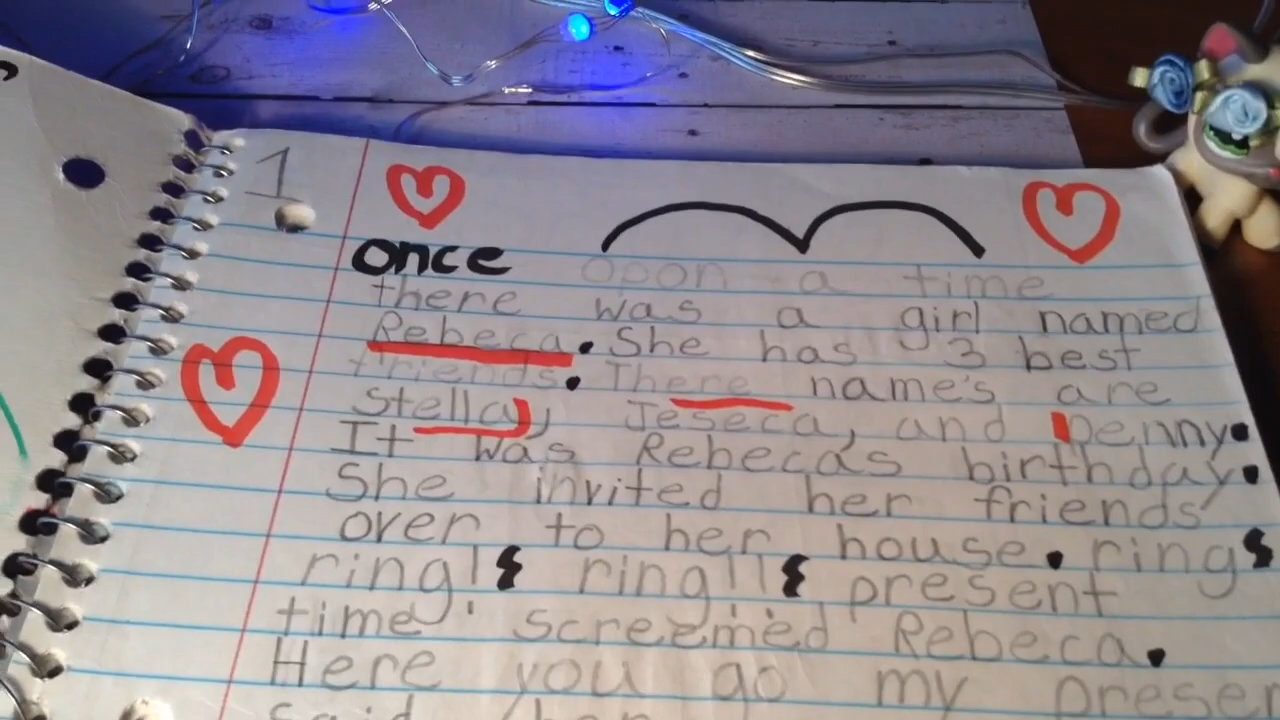 1
once opon a time
there was a girl named
Rebeca. She has 3 best
friends. There name's are
Stella, Jeseca, and penny.
It was Rebeca's birthday.
She invited her friends
over to her house. ring
ring! ring!! present
time screemed Rebeca.
Here you go my
said